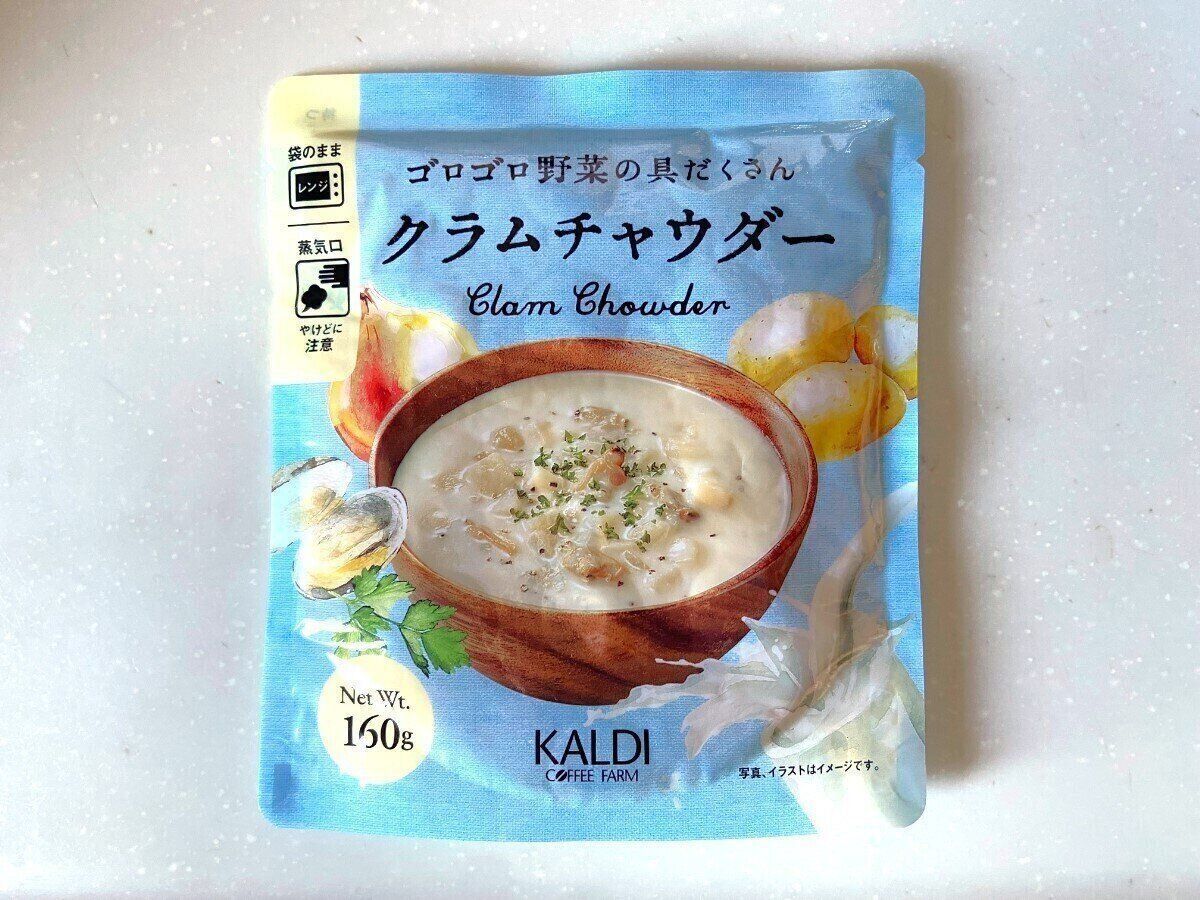 袋のまま
レンジ
蒸気口
やけどに
注意
ゴロゴロ野菜の具だくさん
クラムチャウダー
Clam Chowder
Net Wt.
160g
KALDI
COFFEE FARM
写真、イラストはイメージです。